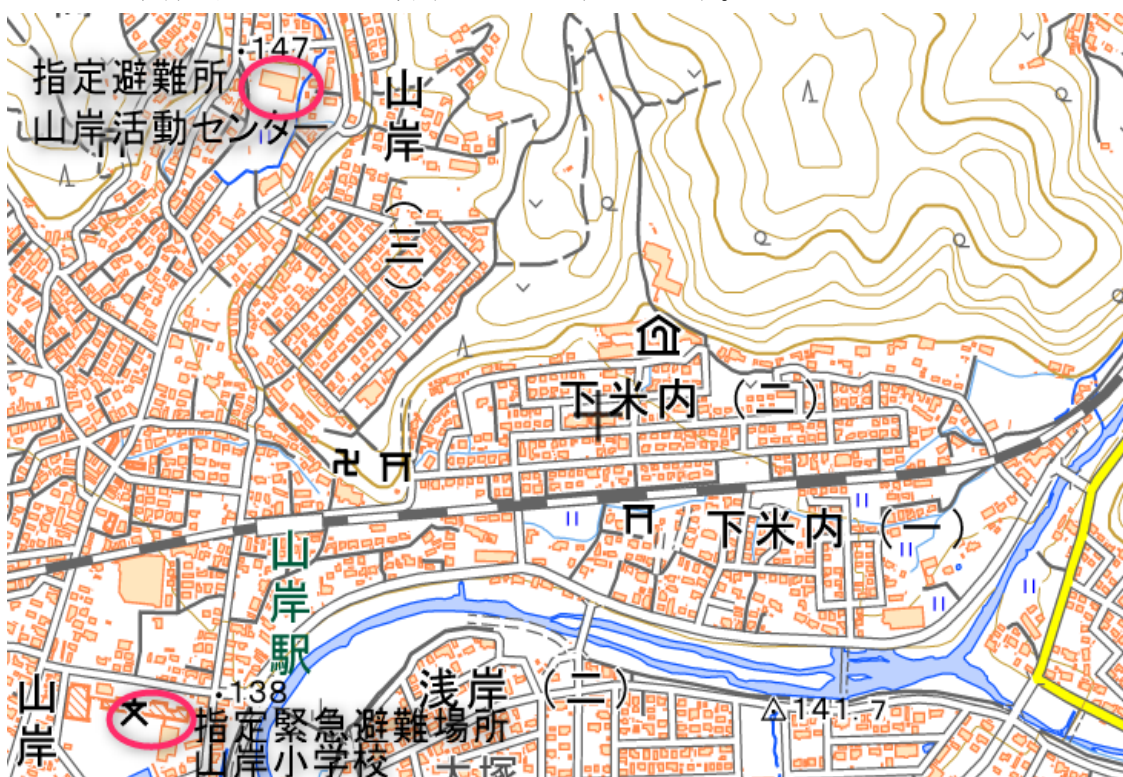 ・147
指定避難所
山岸活動センター
山岸(三)
下米内(二)
下米内(一)
山岸駅
浅岸(二)
・138
141.7
山岸
指定緊急避難場所
山岸小学校
大塚